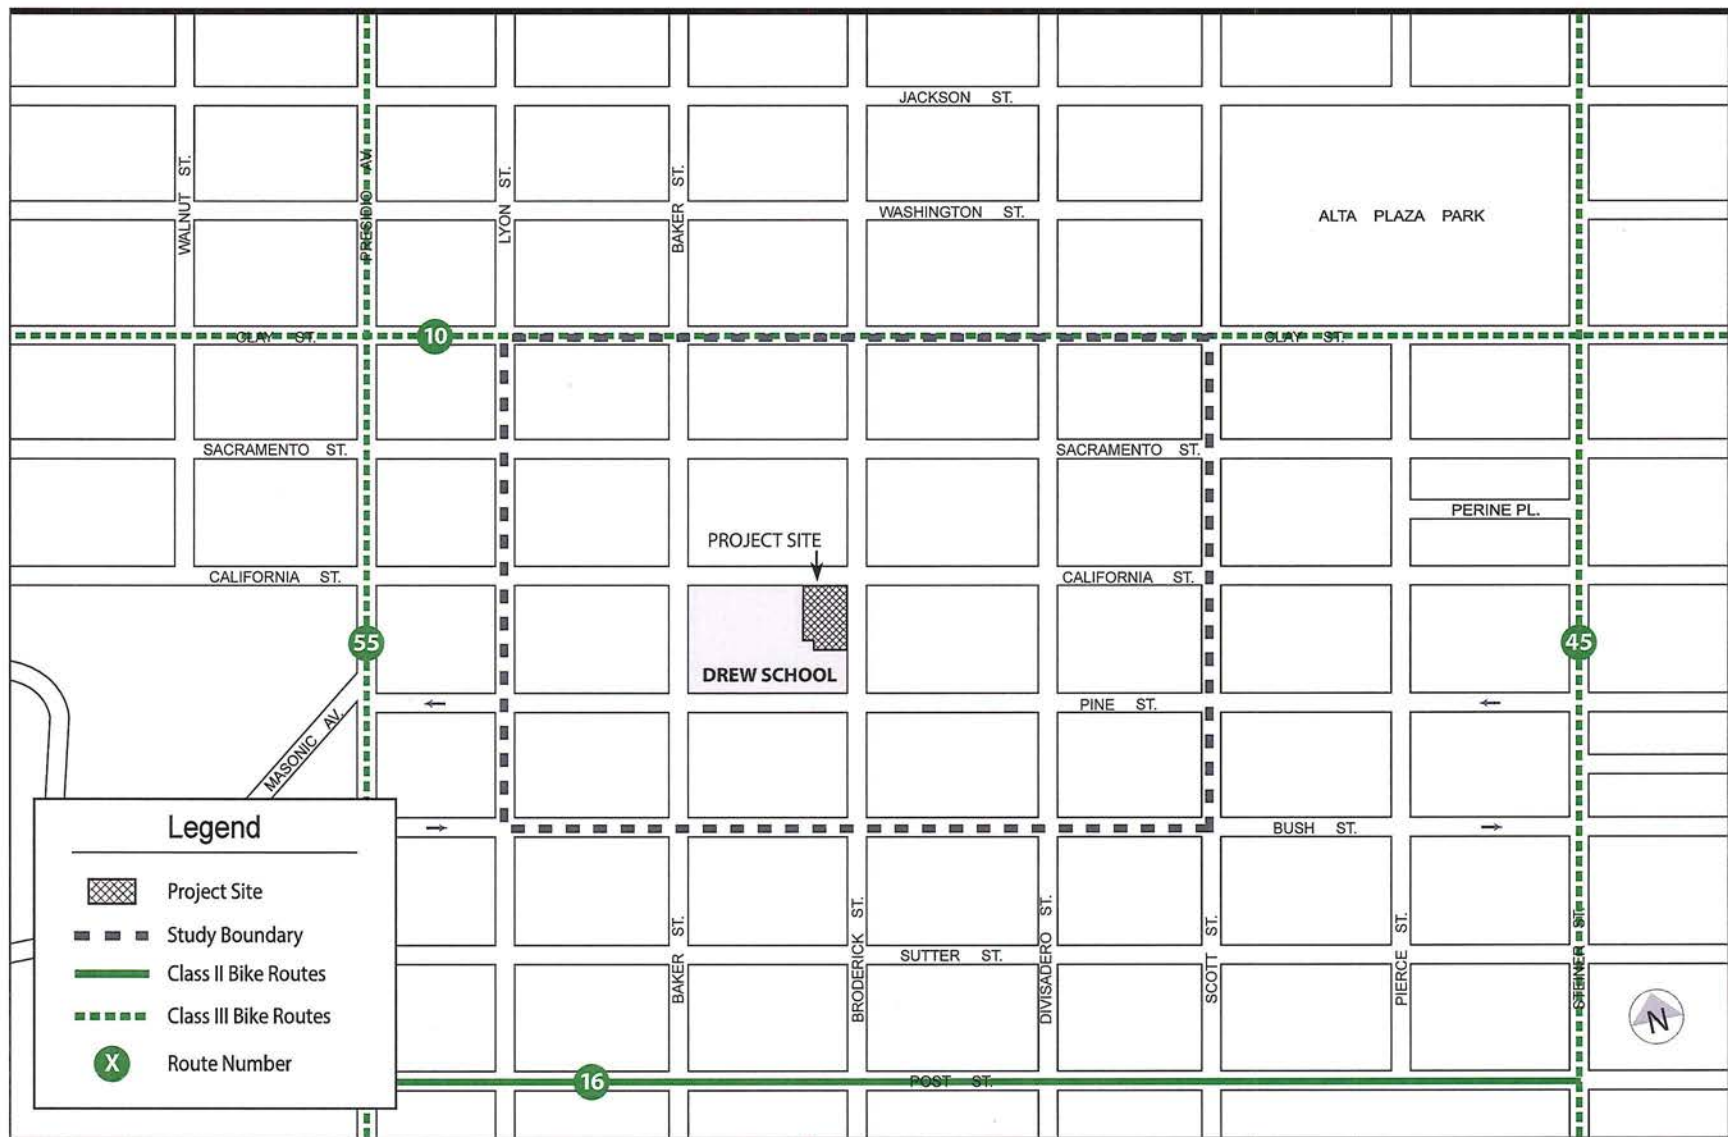 JACKSON ST.
WALNUT ST.
PRESIDIO AV.
LYON ST.
BAKER ST.
WASHINGTON ST.
ALTA PLAZA PARK
CLAY ST.
10
CLAY ST.
SACRAMENTO ST.
SACRAMENTO ST.
PERINE PL.
PROJECT SITE
CALIFORNIA ST.
CALIFORNIA ST.
55
45
DREW SCHOOL
PINE ST.
MASONIC AV.
BUSH ST.
Legend
Project Site
Study Boundary
Class II Bike Routes
Class III Bike Routes
X Route Number
BAKER ST.
BRODERICK ST.
SUTTER ST.
DIVISADERO ST.
SCOTT ST.
PIERCE ST.
STEINER ST.
N
16
POST ST.